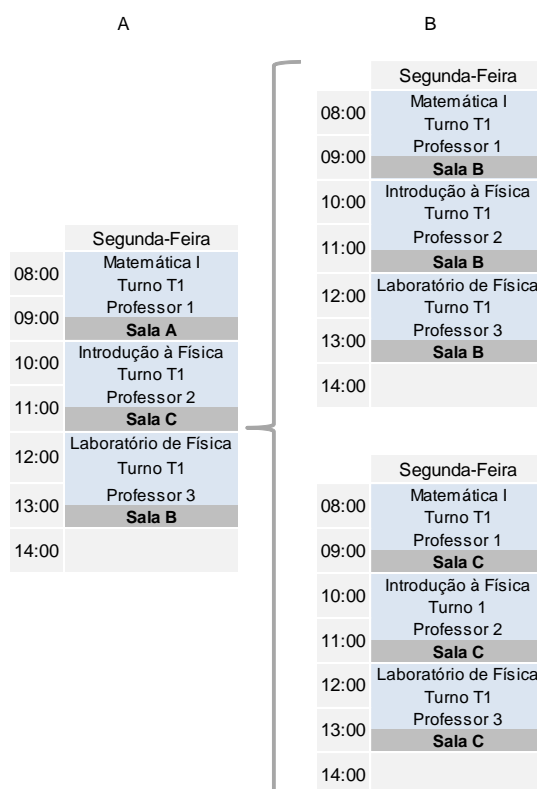 A
Segunda-Feira
08:00
Matemática I
Turno T1
09:00
Professor 1
Sala A
10:00
Introdução à Física
Turno T1
11:00
Professor 2
Sala C
12:00
Laboratório de Física
Turno T1
13:00
Professor 3
Sala B
14:00
B
Segunda-Feira
08:00
Matemática I
Turno T1
09:00
Professor 1
Sala B
10:00
Introdução à Física
Turno T1
11:00
Professor 2
Sala B
12:00
Laboratório de Física
Turno T1
13:00
Professor 3
Sala B
14:00
Segunda-Feira
08:00
Matemática I
Turno T1
09:00
Professor 1
Sala C
10:00
Introdução à Física
Turno 1
11:00
Professor 2
Sala C
12:00
Laboratório de Física
Turno T1
13:00
Professor 3
Sala C
14:00